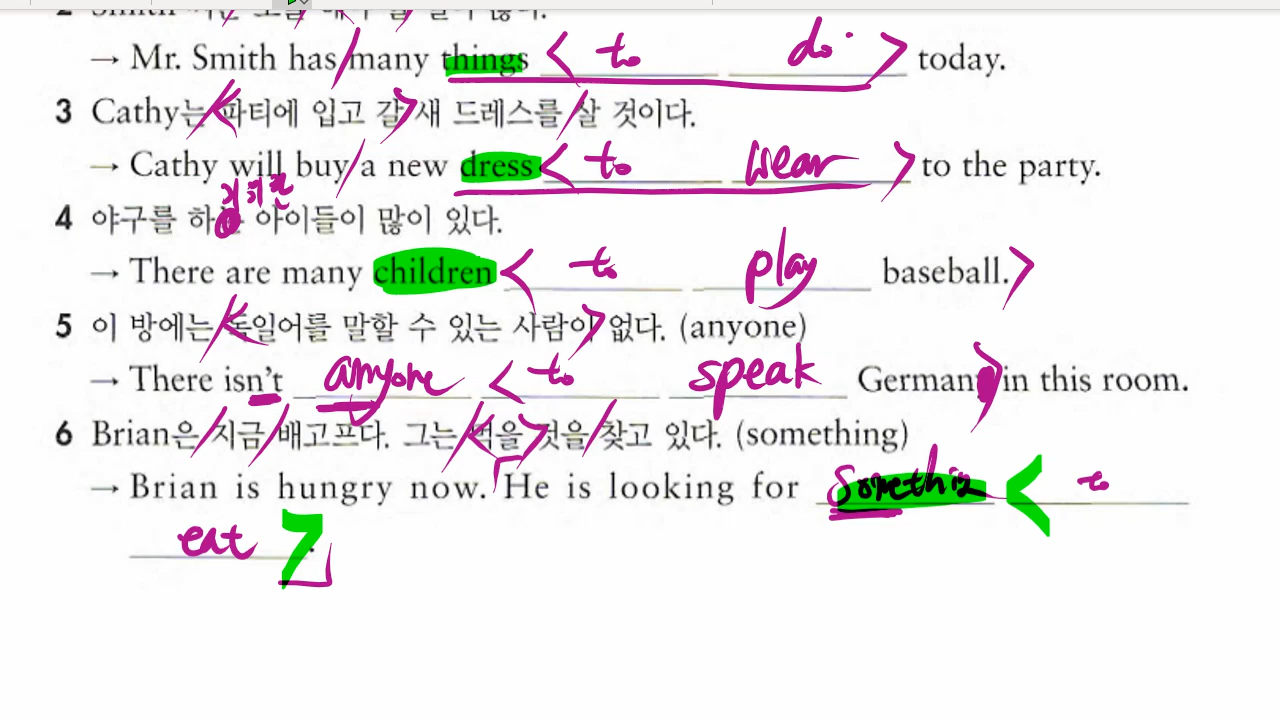 → Mr. Smith has many things to do today.
3 Cathy는 파티에 입고 갈 새 드레스를 살 것이다.
→ Cathy will buy a new dress to wear to the party.
4 야구를 하는 아이들이 많이 있다.
→ There are many children to play baseball.
5 이 방에는 독일어를 말할 수 있는 사람이 없다. (anyone)
→ There isn't anyone to speak German in this room.
6 Brian은 지금 배고프다. 그는 먹을 것을 찾고 있다. (something)
→ Brian is hungry now. He is looking for to
eat .